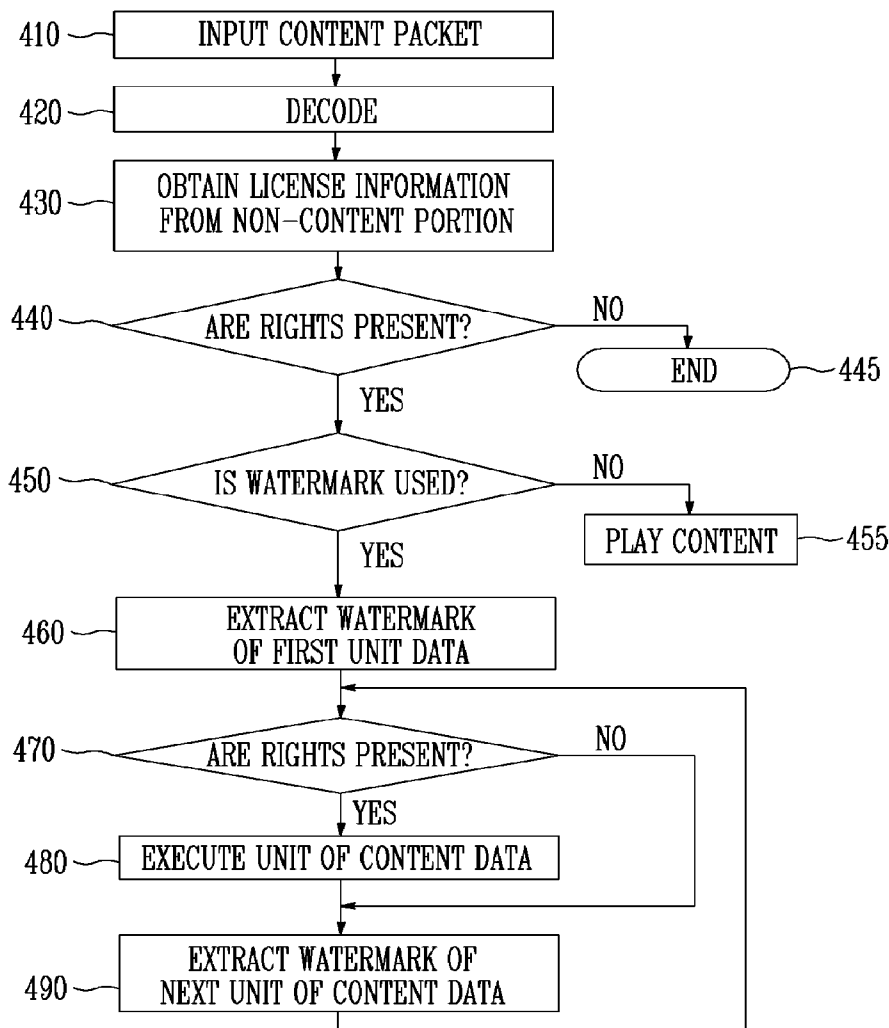 410
INPUT CONTENT PACKET
420
DECODE
430
OBTAIN LICENSE INFORMATION
FROM NON-CONTENT PORTION
440
ARE RIGHTS PRESENT?
NO
END
445
YES
450
IS WATERMARK USED?
NO
PLAY CONTENT
455
YES
460
EXTRACT WATERMARK
OF FIRST UNIT DATA
470
ARE RIGHTS PRESENT?
NO
YES
480
EXECUTE UNIT OF CONTENT DATA
490
EXTRACT WATERMARK OF
NEXT UNIT OF CONTENT DATA